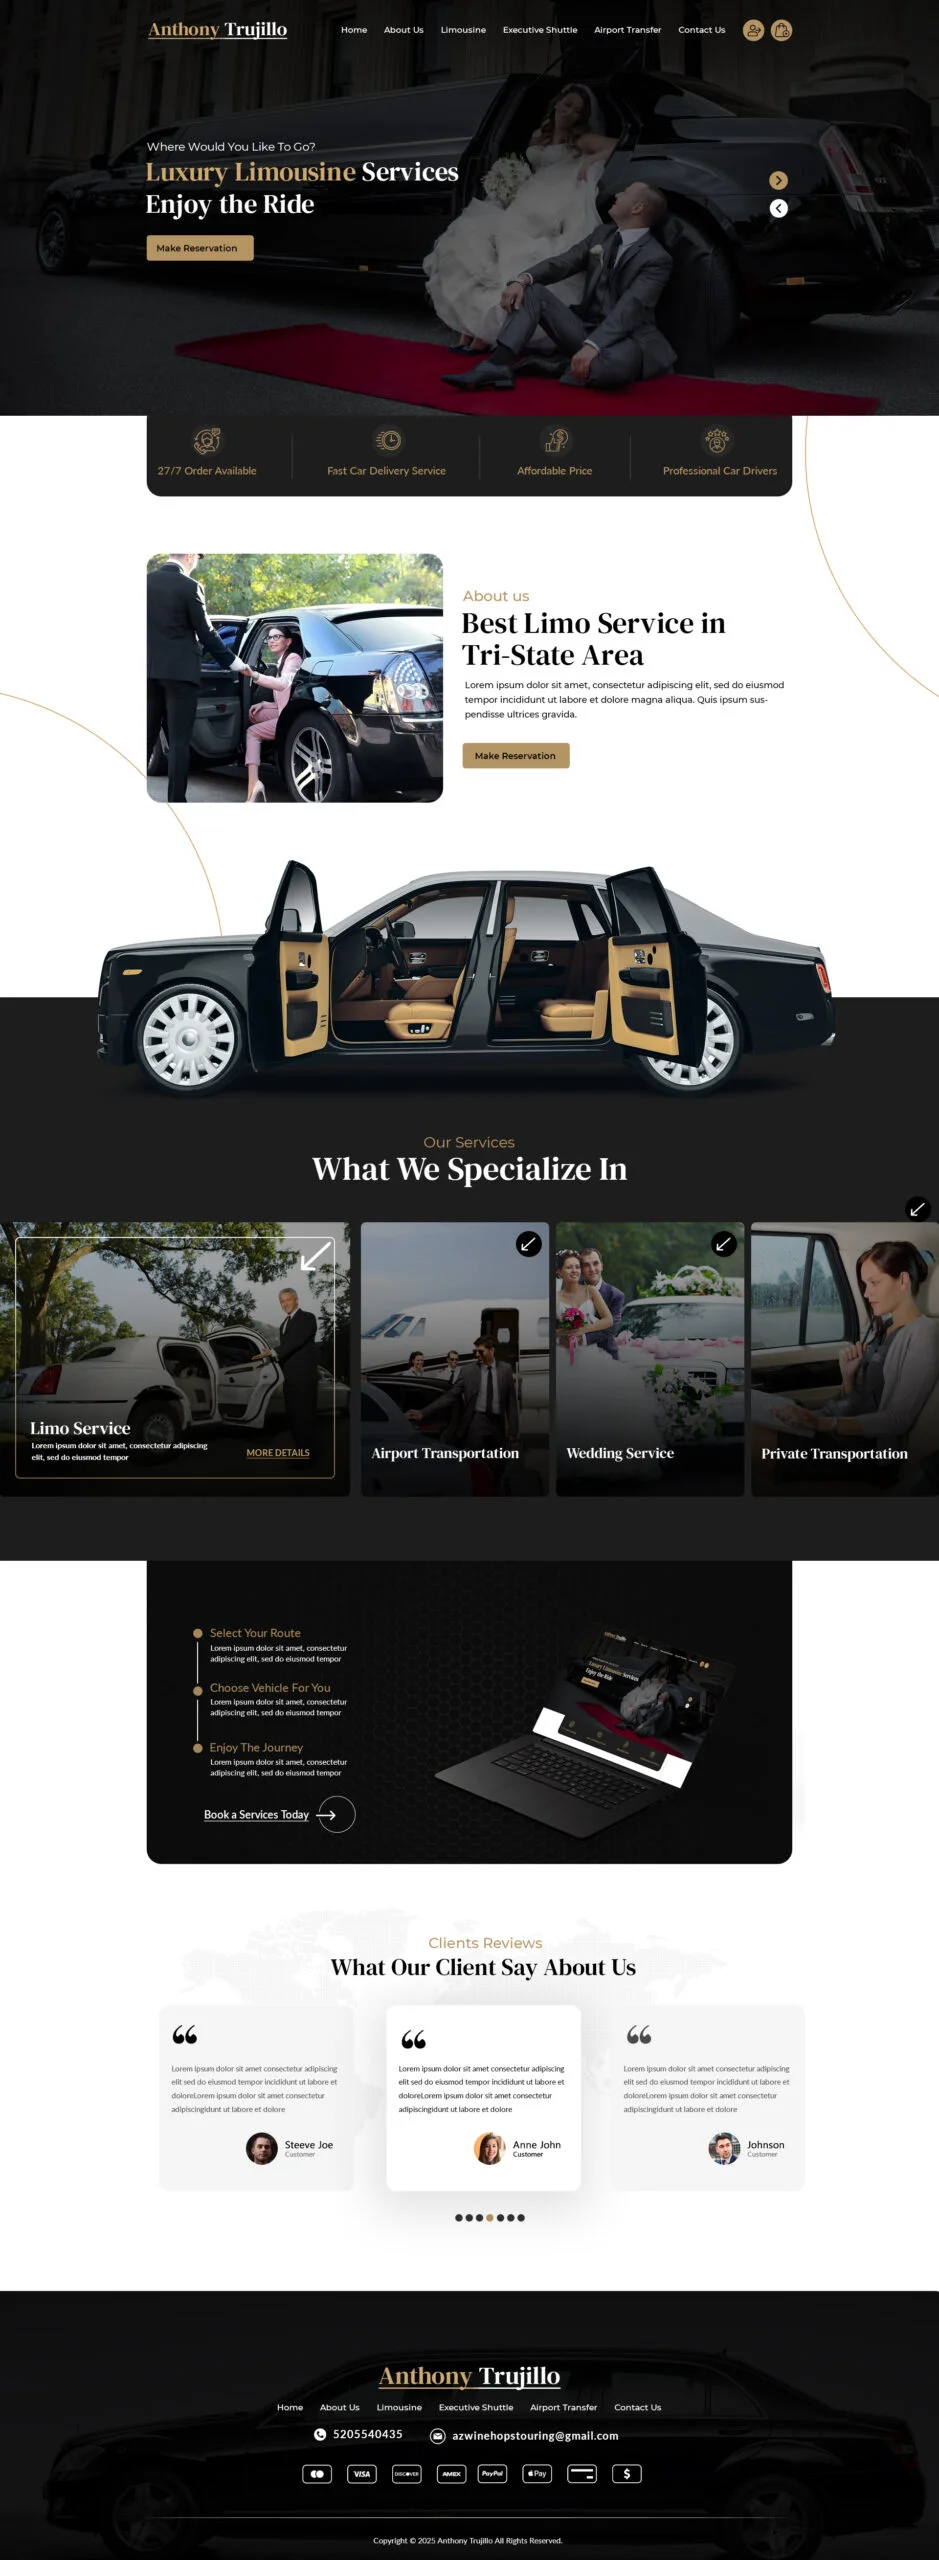 Anthony Trujillo
Home About Us Limousine Executive Shuttle Airport Transfer Contact Us
Where Would You Like To Go?
Luxury Limousine Services
Enjoy the Ride
Make Reservation
27/7 Order Available
Fast Car Delivery Service
Affordable Price
Professional Car Drivers
About us
Best Limo Service in
Tri-State Area
Lorem ipsum dolor sit amet, consectetur adipiscing elit, sed do eiusmod
tempor incididunt ut labore et dolore magna aliqua. Quis ipsum sus-
pendisse ultrices gravida.
Make Reservation
Our Services
What We Specialize In
Limo Service
Lorem ipsum dolor sit amet, consectetur adipiscing
elit, sed do eiusmod tempor
MORE DETAILS
Airport Transportation
Wedding Service
Private Transportation
Select Your Route
Lorem ipsum dolor sit amet, consectetur
adipiscing elit, sed do eiusmod tempor
Choose Vehicle For You
Lorem ipsum dolor sit amet, consectetur
adipiscing elit, sed do eiusmod tempor
Enjoy The Journey
Lorem ipsum dolor sit amet, consectetur
adipiscing elit, sed do eiusmod tempor
Book a Services Today
Luxury Limousine Services
Enjoy the Ride
Clients Reviews
What Our Client Say About Us
Lorem ipsum dolor sit amet consectetur adipiscing
elit sed do eiusmod tempor incididunt ut labore et
doloreLorem ipsum dolor sit amet consectetur
adipiscingidunt ut labore et dolore
Steeve Joe
Customer
Lorem ipsum dolor sit amet consectetur adipiscing
elit sed do eiusmod tempor incididunt ut labore et
doloreLorem ipsum dolor sit amet consectetur
adipiscingidunt ut labore et dolore
Anne John
Customer
Lorem ipsum dolor sit amet consectetur adipiscing
elit sed do eiusmod tempor incididunt ut labore et
doloreLorem ipsum dolor sit amet consectetur
adipiscingidunt ut labore et dolore
Johnson
Customer
Anthony Trujillo
Home About Us Limousine Executive Shuttle Airport Transfer Contact Us
5205540435
azwinehopstouring@gmail.com
VISA DISCOVER AMEX PayPal Pay $
Copyright © 2025 Anthony Trujillo All Rights Reserved.